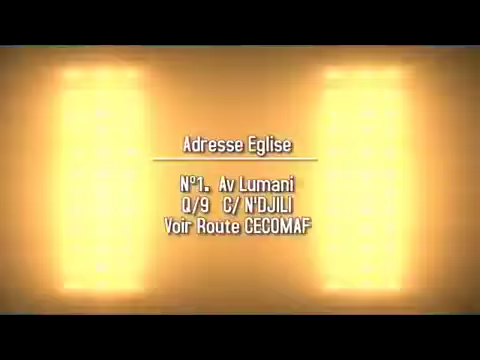 Adresse Eglise
N°1. Av Lumani
Q/9 C/ N'DJILI
Voir Route CECOMAF